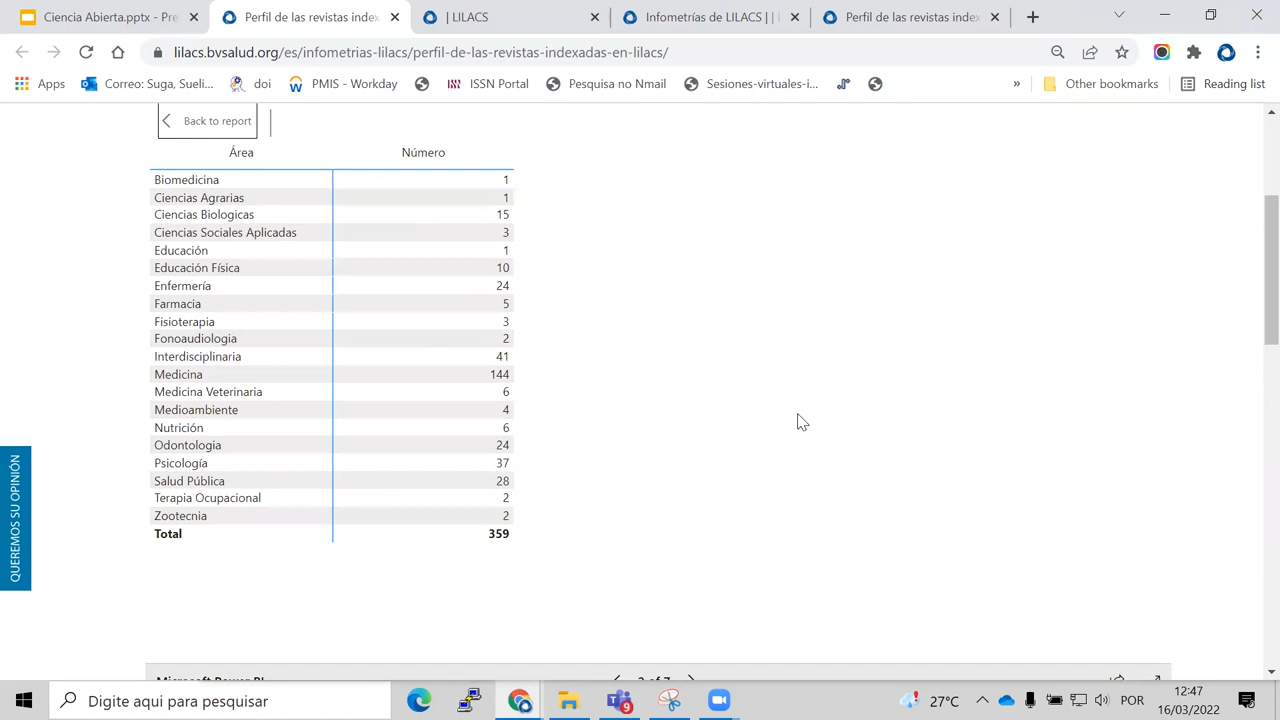 Ciencia Abierta.pptx - Pre
Perfil de las revistas index
| LILACS
Infometrías de LILACS | | I
Perfil de las revistas index
lilacs.bvsalud.org/es/infometrias-lilacs/perfil-de-las-revistas-indexadas-en-lilacs/
Apps
Correo: Suga, Sueli...
doi
PMIS - Workday
ISSN Portal
Pesquisa no Nmail
Sesiones-virtuales-i...
»
Other bookmarks
Reading list
Back to report
Área Número
Biomedicina 1
Ciencias Agrarias 1
Ciencias Biologicas 15
Ciencias Sociales Aplicadas 3
Educación 1
Educación Física 10
Enfermería 24
Farmacia 5
Fisioterapia 3
Fonoaudiologia 2
Interdisciplinaria 41
Medicina 144
Medicina Veterinaria 6
Medioambiente 4
Nutrición 6
Odontologia 24
Psicología 37
Salud Pública 28
Terapia Ocupacional 2
Zootecnia 2
Total 359
QUEREMOS SU OPINIÓN
Microsoft Power BI
2 of 7
Digite aqui para pesquisar
9
27°C
POR
12:47
16/03/2022